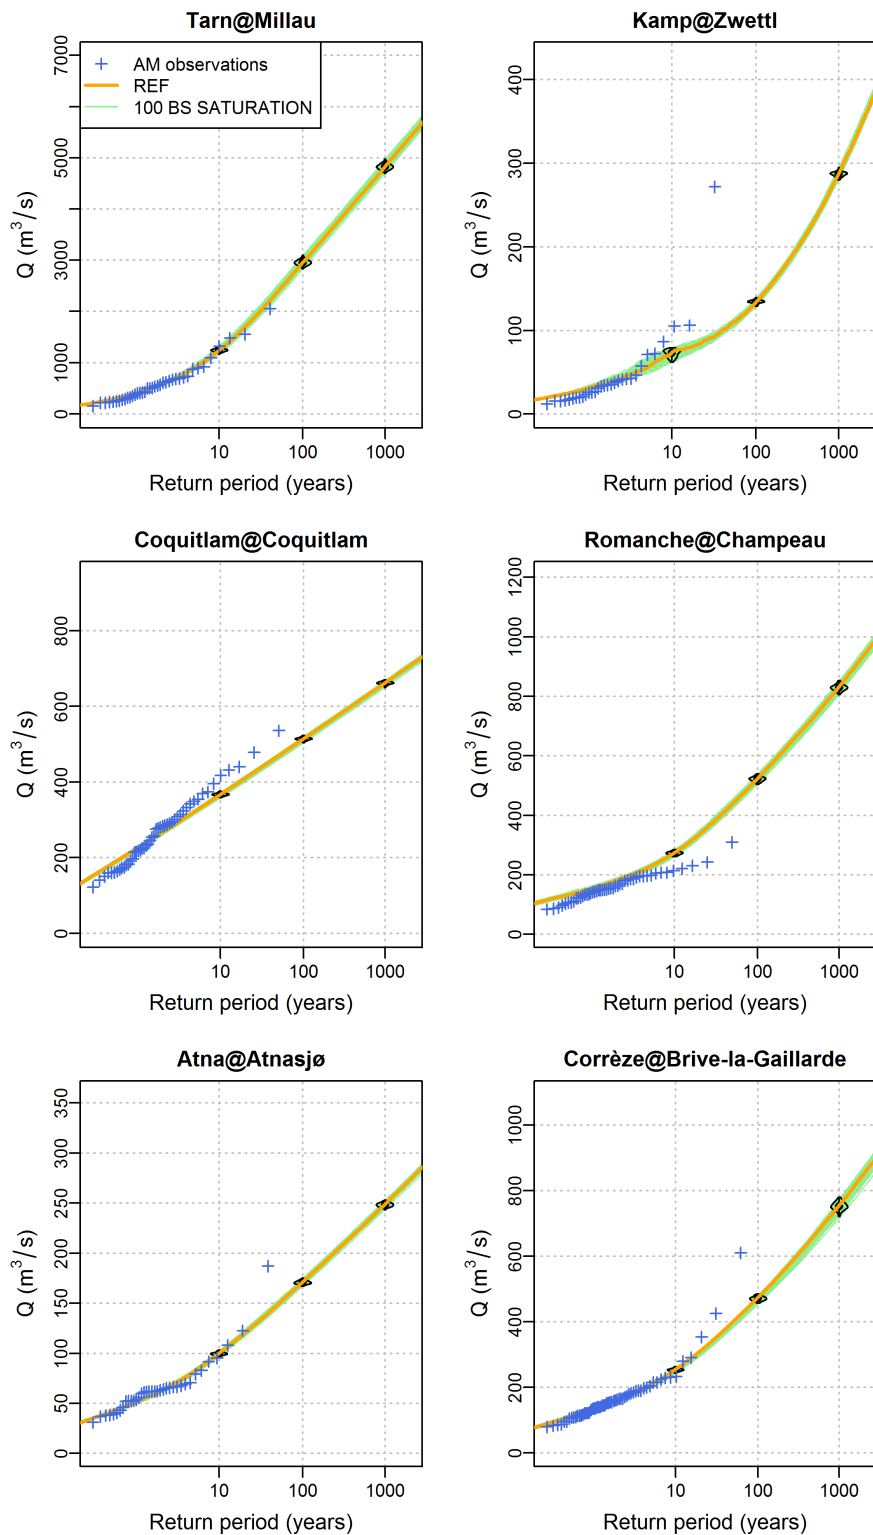 Tarn@Millau
Q (m³/s)
0
1000
3000
5000
7000
AM observations
REF
100 BS SATURATION
10
100
1000
Return period (years)
Kamp@Zwettl
Q (m³/s)
0
100
200
300
400
10
100
1000
Return period (years)
Coquitlam@Coquitlam
Q (m³/s)
0
200
400
600
800
10
100
1000
Return period (years)
Romanche@Champeau
Q (m³/s)
0
200
400
600
800
1000
1200
10
100
1000
Return period (years)
Atna@Atnasjø
Q (m³/s)
0
50
100
150
200
250
300
350
10
100
1000
Return period (years)
Corrèze@Brive-la-Gaillarde
Q (m³/s)
0
200
400
600
800
1000
10
100
1000
Return period (years)